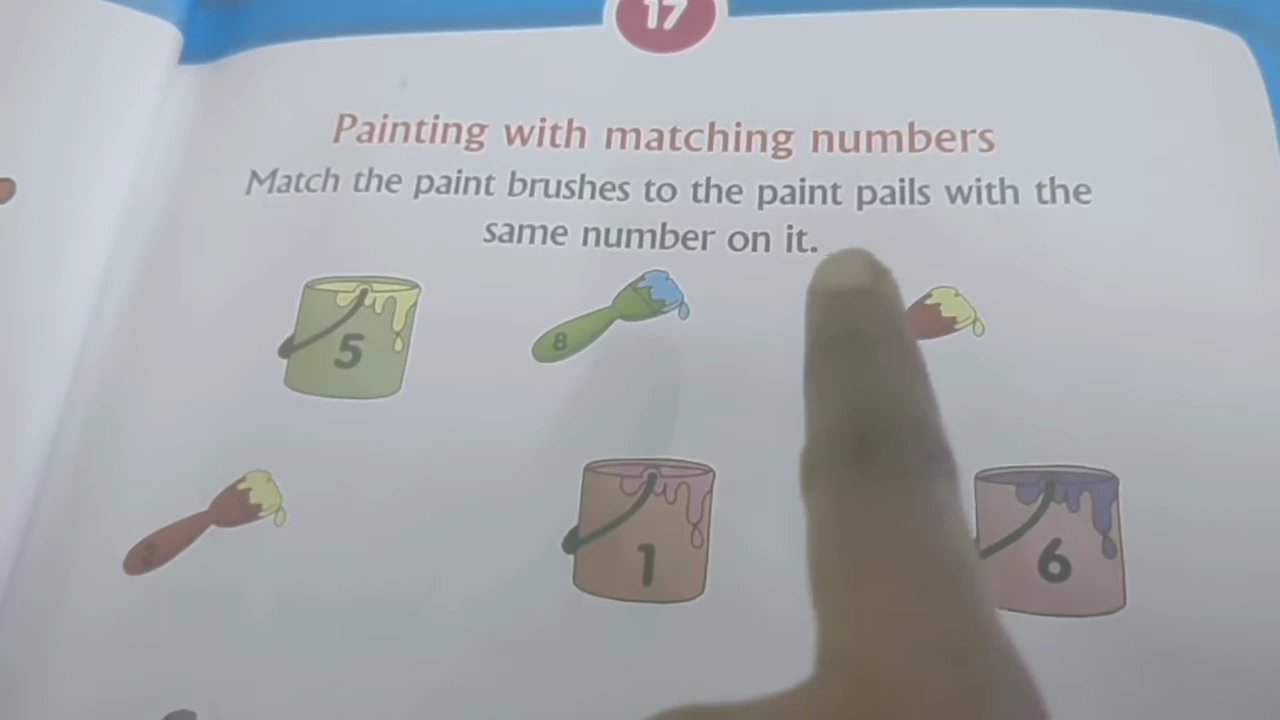 17
Painting with matching numbers
Match the paint brushes to the paint pails with the
same number on it.
5
8
2
1
6